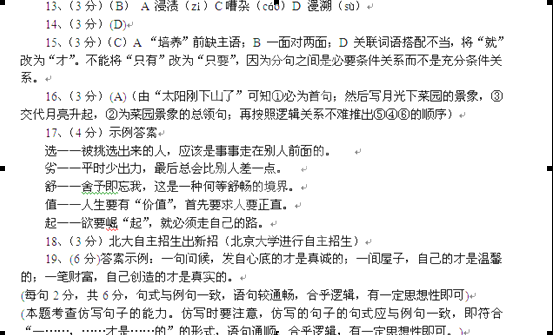 13、(3分)(B) A 浸渍(zì)C嘈杂(cáo)D 漫溯(sù)
14、(3分)(D)
15、(3分)(C)A “培养”前缺主语；B 一面对两面；D 关联词语搭配不当，将“就”
改为“才”。不能将“只有”改为“只要”，因为分句之间是必要条件关系而不是充分条件关
系。
16、(3分)(A)(由“太阳刚下山了”可知①必为首句；然后写月光下菜园的景象，③
交代月亮升起，②为菜园景象的总领句；再按照逻辑关系不难推出⑤④⑥的顺序)
17、(4分)示例答案
选一一被挑选出来的人，应该是事事走在别人前面的。
劣一一平时少出力，最后总会比别人差一点。
舒一一舍予即忘我，这是一种何等舒畅的境界。
值一一人生要有“价值”，首先要求人要正直。
起一一欲要崛“起”，就必须走自己的路。
18、(3分)北大自主招生出新招(北京大学进行自主招生)
19、(6分)答案示例：一句问候，发自心底的才是真诚的；一间屋子，自己的才是温馨
的；一笔财富，自己创造的才是真实的。
(每句2分，共6分，句式与例句一致，语句较通畅，合乎逻辑，有一定思想性即可)
(本题考查仿写句子的能力。仿写时要注意，仿写的句子的句式应与例句一致，即符合
“一……，……才是……的”的形式，语句通顺，合乎逻辑，有一定思想性即可。)